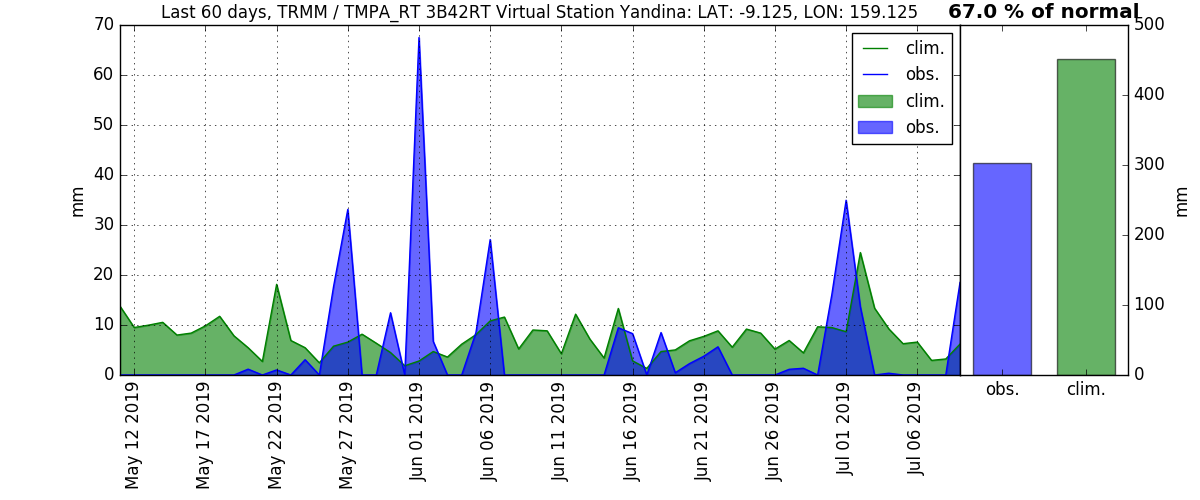 Last 60 days, TRMM / TMPA_RT 3B42RT Virtual Station Yandina: LAT: -9.125, LON: 159.125
67.0 % of normal
70
60
50
40
30
20
10
0
mm
clim.
obs.
clim.
obs.
500
400
300
200
100
0
mm
May 12 2019
May 17 2019
May 22 2019
May 27 2019
Jun 01 2019
Jun 06 2019
Jun 11 2019
Jun 16 2019
Jun 21 2019
Jun 26 2019
Jul 01 2019
Jul 06 2019
obs.
clim.